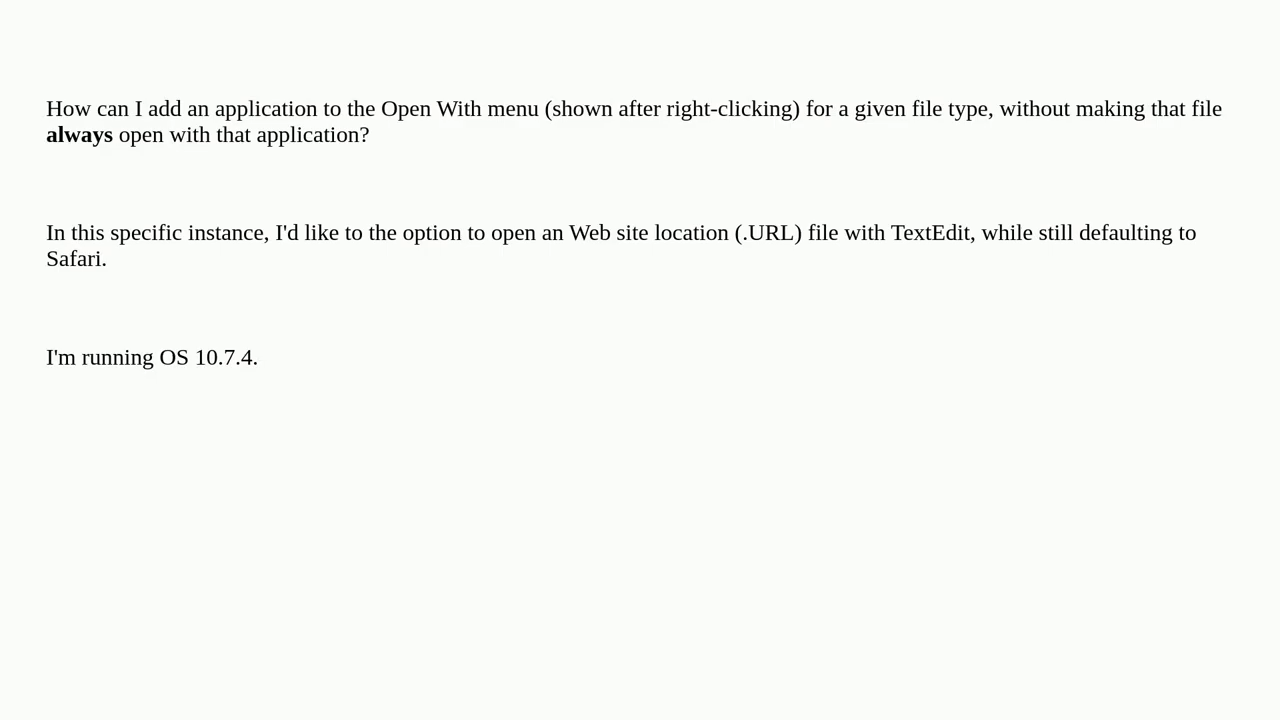 How can I add an application to the Open With menu (shown after right-clicking) for a given file type, without making that file
always open with that application?
In this specific instance, I'd like to the option to open an Web site location (.URL) file with TextEdit, while still defaulting to
Safari.
I'm running OS 10.7.4.